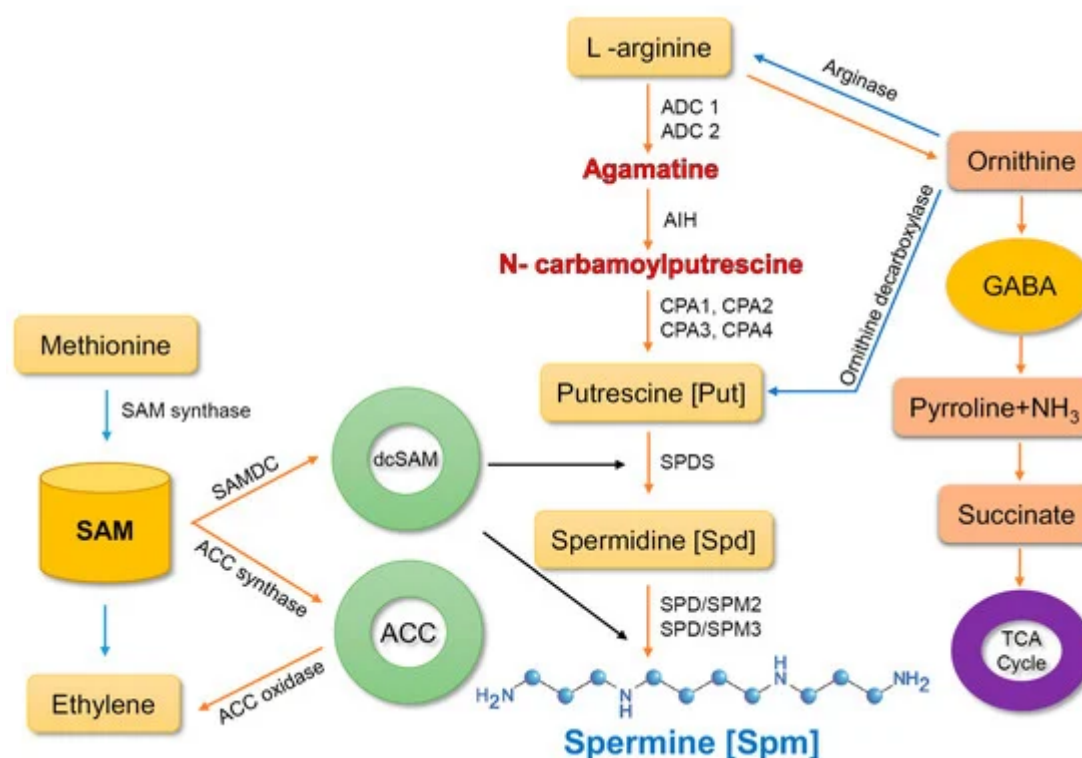 L -arginine
Arginase
ADC 1
ADC 2
Ornithine
Agamatine
AIH
Ornithine decarboxylase
N- carbamoylputrescine
GABA
CPA1, CPA2
CPA3, CPA4
Methionine
Putrescine [Put]
Pyrroline+NH₃
SAM synthase
dcSAM
SPDS
SAMDC
SAM
Spermidine [Spd]
Succinate
ACC synthase
SPD/SPM2
SPD/SPM3
ACC
TCA
Cycle
Ethylene
ACC oxidase
H₂N
N
H
H
N
NH₂
Spermine [Spm]